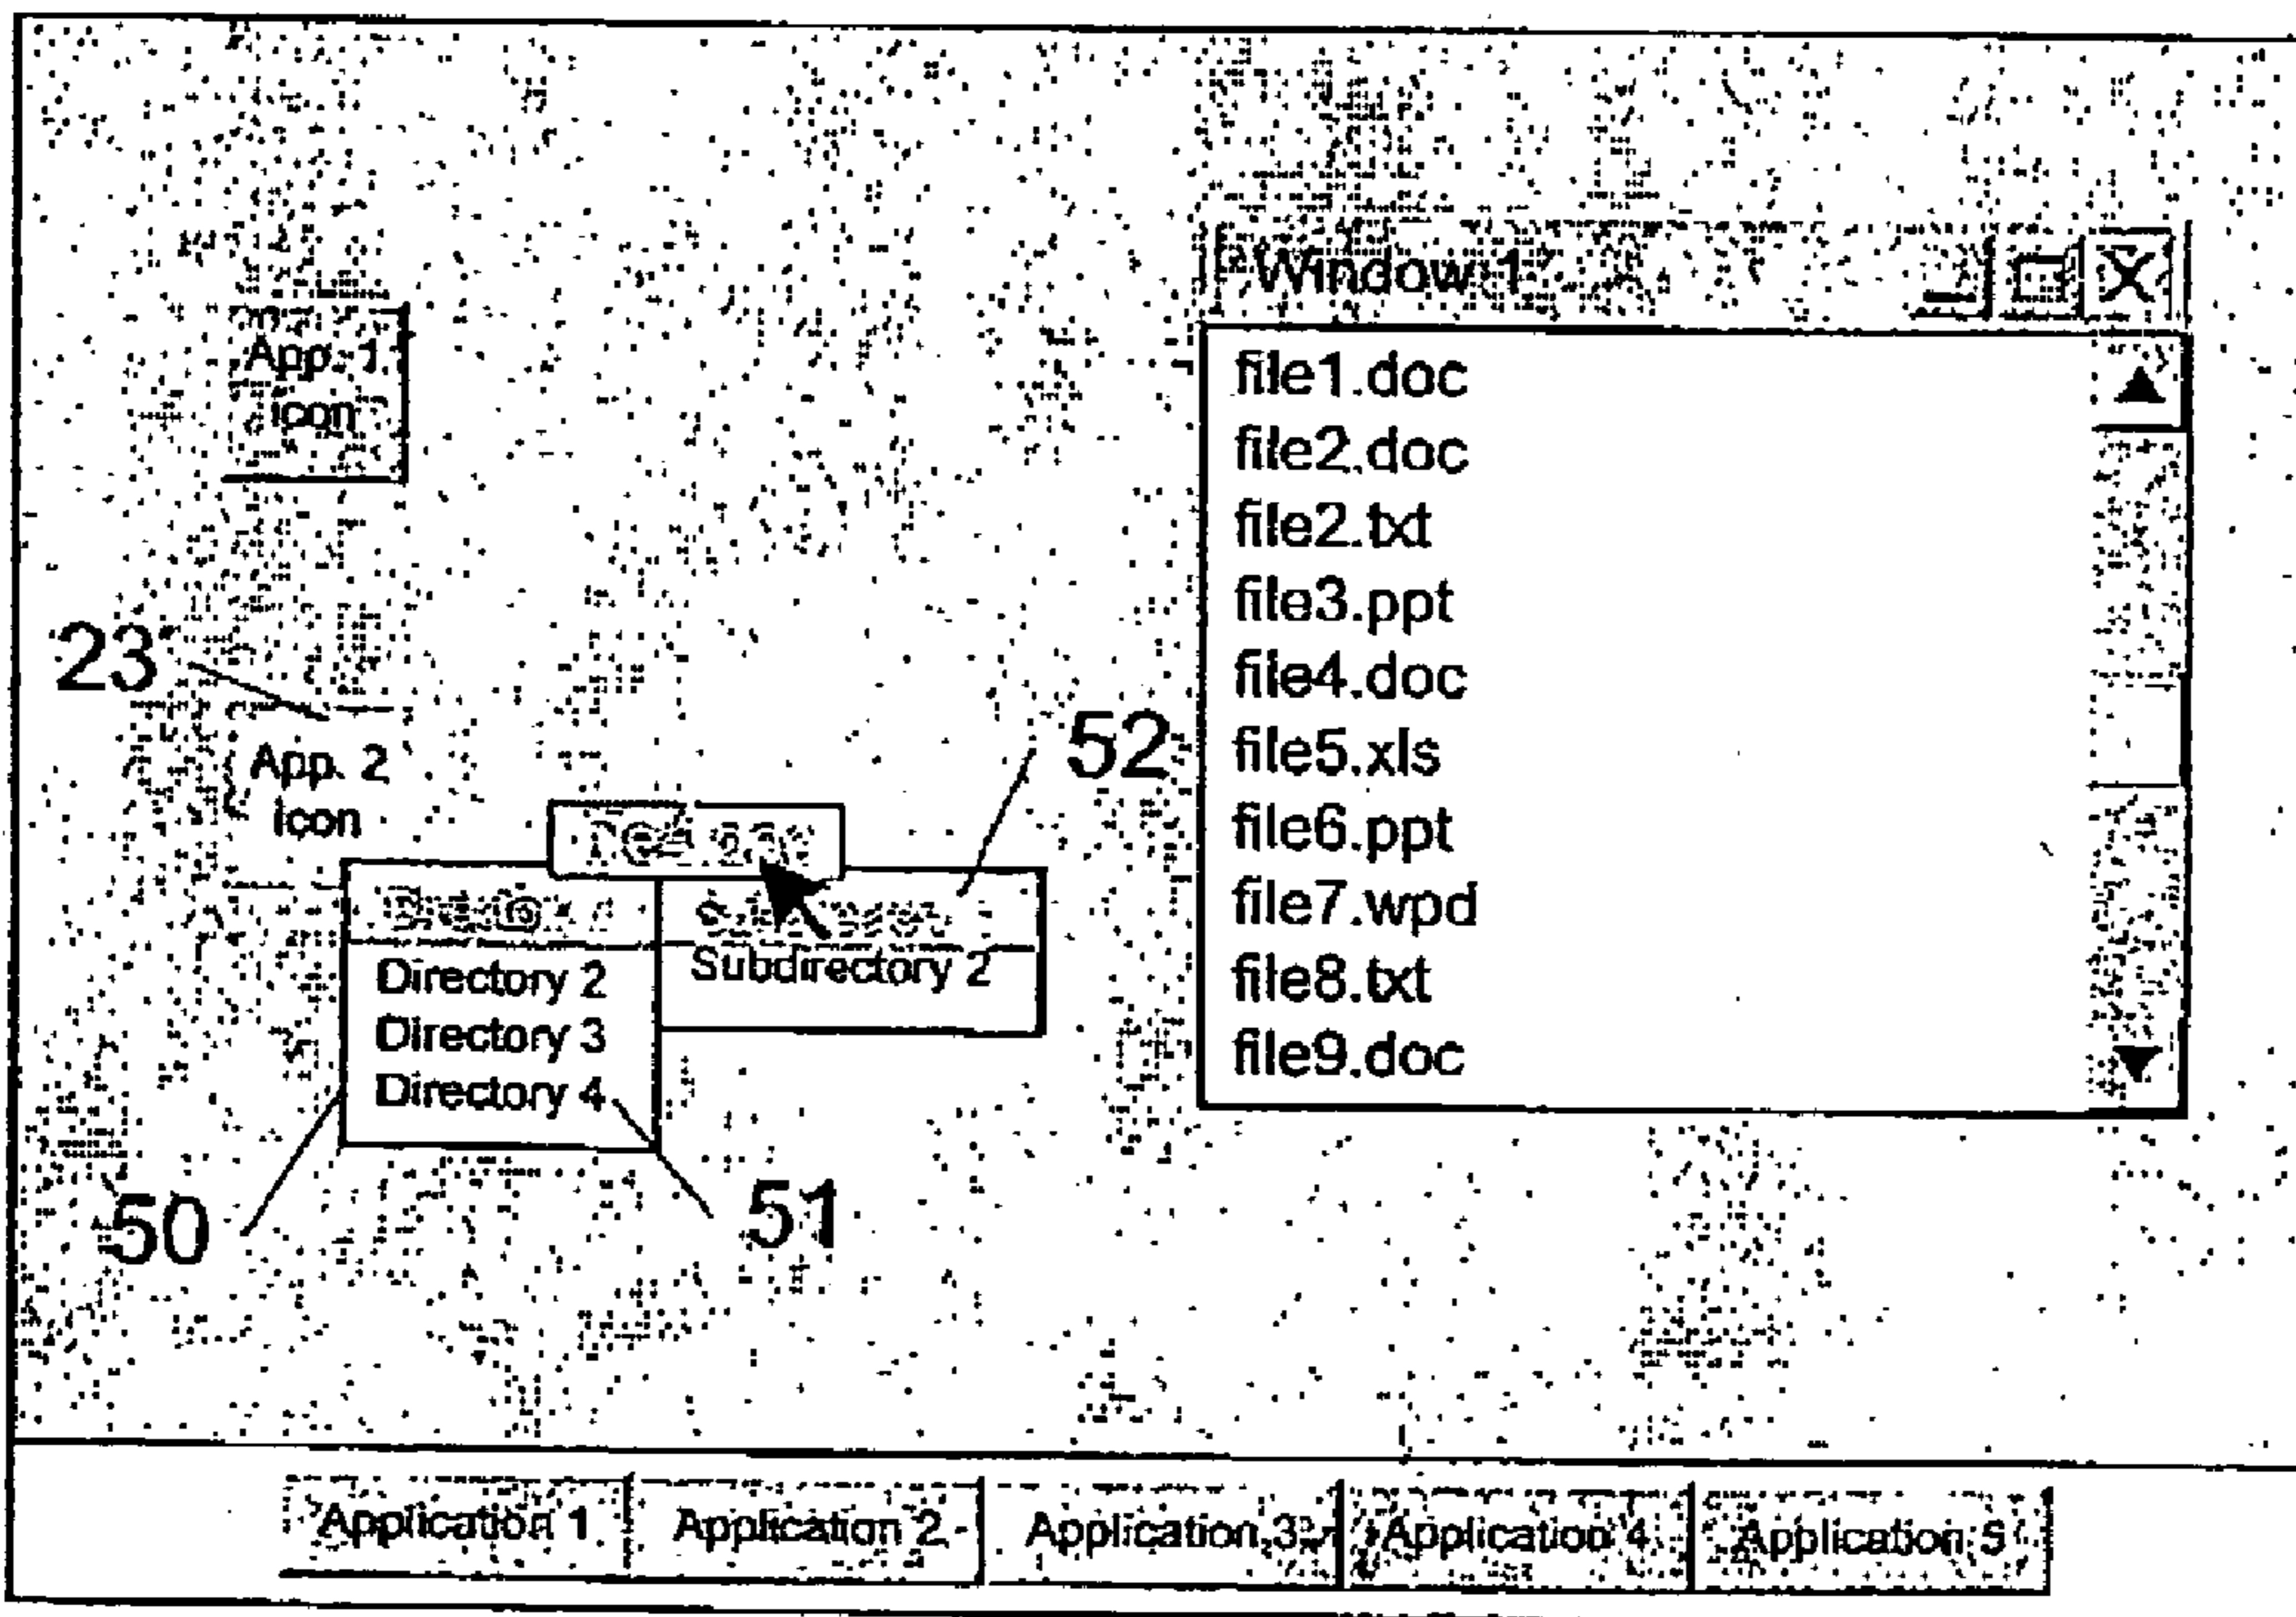 Window 1
App. 1
icon
file1.doc
file2.doc
file2.txt
file3.ppt
file4.doc
file5.xls
file6.ppt
file7.wpd
file8.txt
file9.doc
23
App. 2
icon
52
Directory 2
Directory 3
Directory 4
Subdirectory 2
50
51
Application 1
Application 2
Application 3
Application 4
Application 5